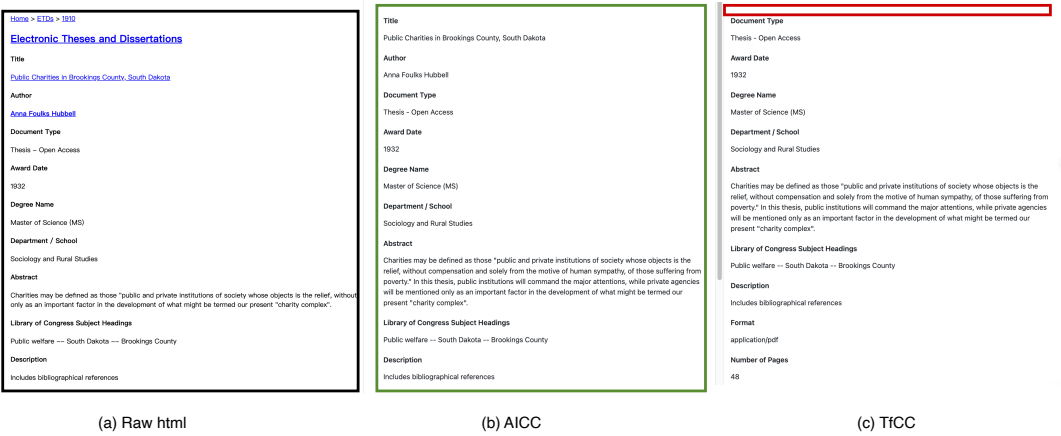 Home > ETDs > 1910
Electronic Theses and Dissertations
Title
Public Charities in Brookings County, South Dakota
Author
Anna Foulks Hubbell
Document Type
Thesis – Open Access
Award Date
1932
Degree Name
Master of Science (MS)
Department / School
Sociology and Rural Studies
Abstract
Charities may be defined as those "public and private institutions of society whose objects is the relief, without
only as an important factor in the development of what might be termed our present "charity complex".
Library of Congress Subject Headings
Public welfare -- South Dakota -- Brookings County
Description
Includes bibliographical references
(a) Raw html
Title
Public Charities in Brookings County, South Dakota
Author
Anna Foulks Hubbell
Document Type
Thesis - Open Access
Award Date
1932
Degree Name
Master of Science (MS)
Department / School
Sociology and Rural Studies
Abstract
Charities may be defined as those "public and private institutions of society whose objects is the
relief, without compensation and solely from the motive of human sympathy, of those suffering from
poverty." In this thesis, public institutions will command the major attentions, while private agencies
will be mentioned only as an important factor in the development of what might be termed our
present "charity complex".
Library of Congress Subject Headings
Public welfare -- South Dakota -- Brookings County
Description
Includes bibliographical references
(b) AICC
Document Type
Thesis - Open Access
Award Date
1932
Degree Name
Master of Science (MS)
Department / School
Sociology and Rural Studies
Abstract
Charities may be defined as those "public and private institutions of society whose objects is the
relief, without compensation and solely from the motive of human sympathy, of those suffering from
poverty." In this thesis, public institutions will command the major attentions, while private agencies
will be mentioned only as an important factor in the development of what might be termed our
present "charity complex".
Library of Congress Subject Headings
Public welfare -- South Dakota -- Brookings County
Description
Includes bibliographical references
Format
application/pdf
Number of Pages
48
(c) TfCC